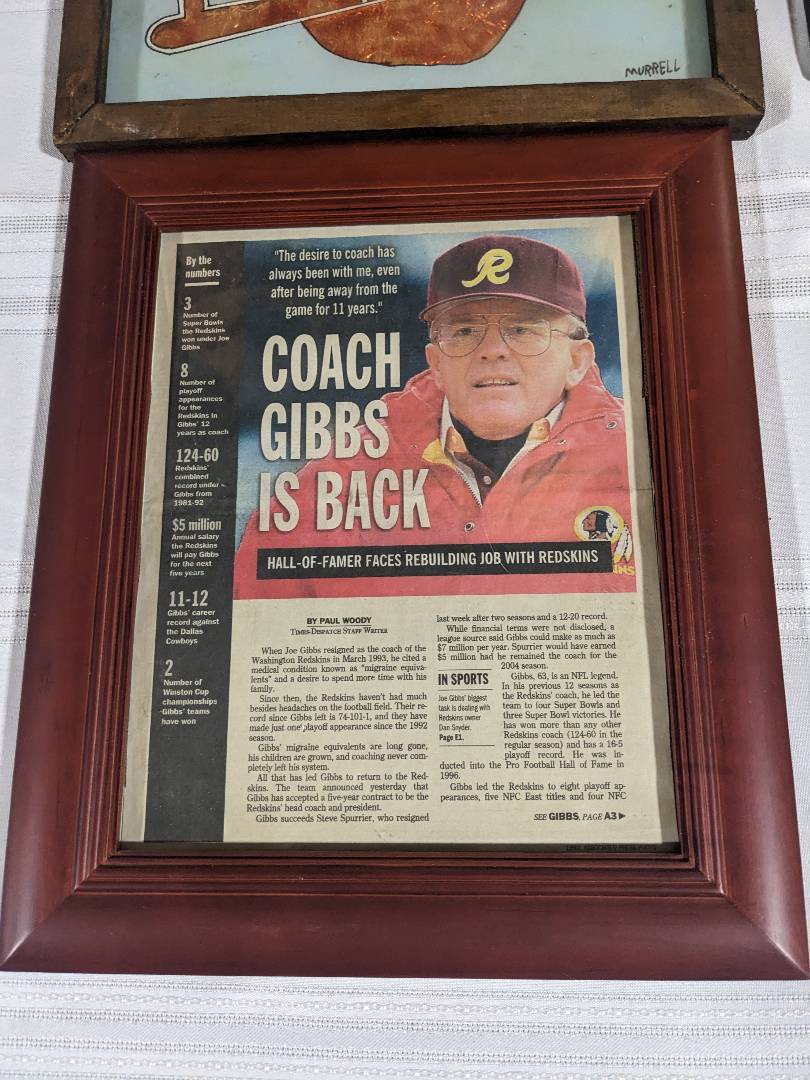 MURRELL
By the
numbers
3
Number of
Super Bowls
the Redskins
won under Joe
Gibbs
8
Number of
playoff
appearances
for the
Redskins in
Gibbs' 12
years as coach
124-60
Redskins'
combined
record under
Gibbs from
1981-92
$5 million
Annual salary
the Redskins
will pay Gibbs
for the next
five years
11-12
Gibbs' career
record against
the Dallas
Cowboys
2
Number of
Winston Cup
championships
Gibbs' teams
have won
"The desire to coach has
always been with me, even
after being away from the
game for 11 years."
R
COACH
GIBBS
IS BACK
HALL-OF-FAMER FACES REBUILDING JOB WITH REDSKINS
BY PAUL WOODY
TIMES-DISPATCH STAFF WRITER
When Joe Gibbs resigned as the coach of the
Washington Redskins in March 1993, he cited a
medical condition known as "migraine equiva-
lents" and a desire to spend more time with his
family.
Since then, the Redskins haven't had much
besides headaches on the football field. Their re-
cord since Gibbs left is 74-101-1, and they have
made just one playoff appearance since the 1992
season.
Gibbs' migraine equivalents are long gone,
his children are grown, and coaching never com-
pletely left his system.
All that has led Gibbs to return to the Red-
skins. The team announced yesterday that
Gibbs has accepted a five-year contract to be the
Redskins' head coach and president.
Gibbs succeeds Steve Spurrier, who resigned
last week after two seasons and a 12-20 record.
While financial terms were not disclosed, a
league source said Gibbs could make as much as
$7 million per year. Spurrier would have earned
$5 million had he remained the coach for the
2004 season.
Gibbs, 63, is an NFL legend.
In his previous 12 seasons as
the Redskins' coach, he led the
team to four Super Bowls and
three Super Bowl victories. He
has won more than any other
Redskins coach (124-60 in the
regular season) and has a 16-5
playoff record. He was in-
ducted into the Pro Football Hall of Fame in
1996.
Gibbs led the Redskins to eight playoff ap-
pearances, five NFC East titles and four NFC
IN SPORTS
Joe Gibbs' biggest
task is dealing with
Redskins owner
Dan Snyder.
Page E1.
SEE GIBBS, PAGE A3 ▶